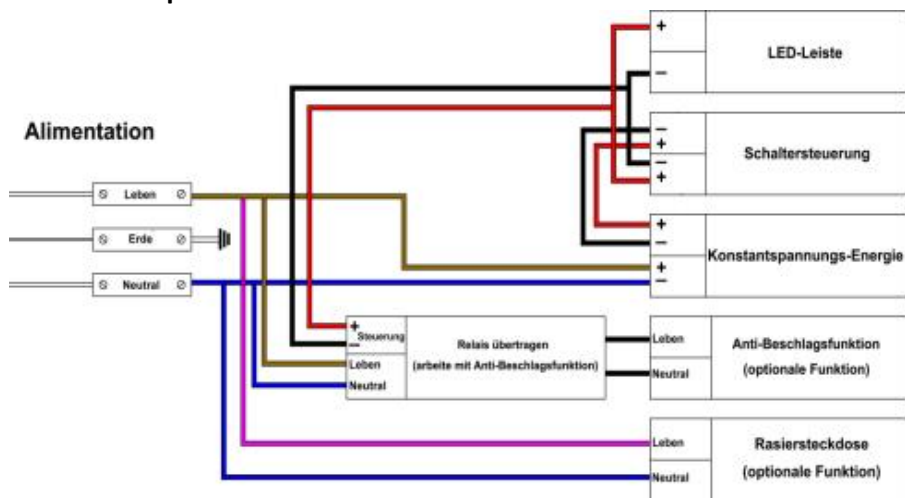 +
LED-Leiste
−
Alimentation
−
+
Schaltersteuerung
−
+
Leben
Erde
Neutral
+
−
Konstantspannungs-Energie
+
−
+
Steuerung
−
Leben
Neutral
Relais übertragen
(arbeite mit Anti-Beschlagsfunktion)
Leben
Neutral
Anti-Beschlagsfunktion
(optionale Funktion)
Leben
Neutral
Rasiersteckdose
(optionale Funktion)